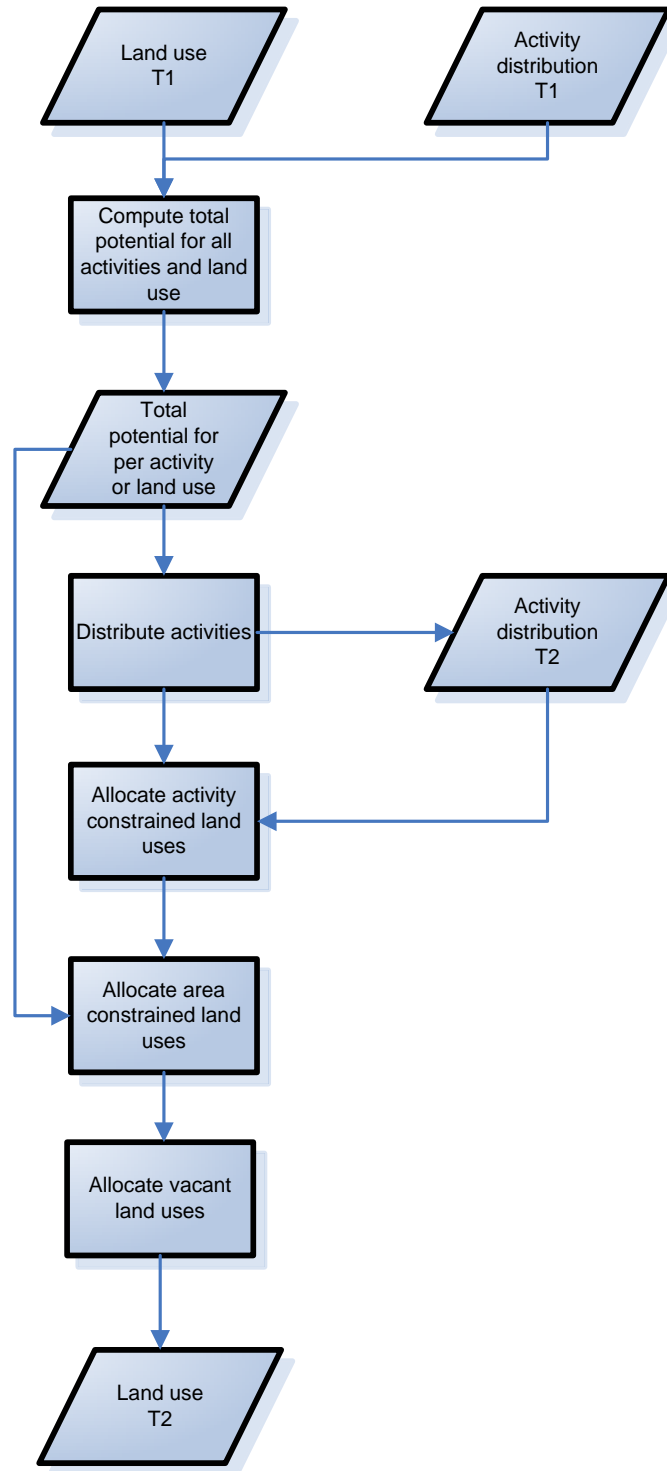 Land use
T1
Activity
distribution
T1
Compute total
potential for all
activities and land
use
Total
potential for
per activity
or land use
Distribute activities
Activity
distribution
T2
Allocate activity
constrained land
uses
Allocate area
constrained land
uses
Allocate vacant
land uses
Land use
T2